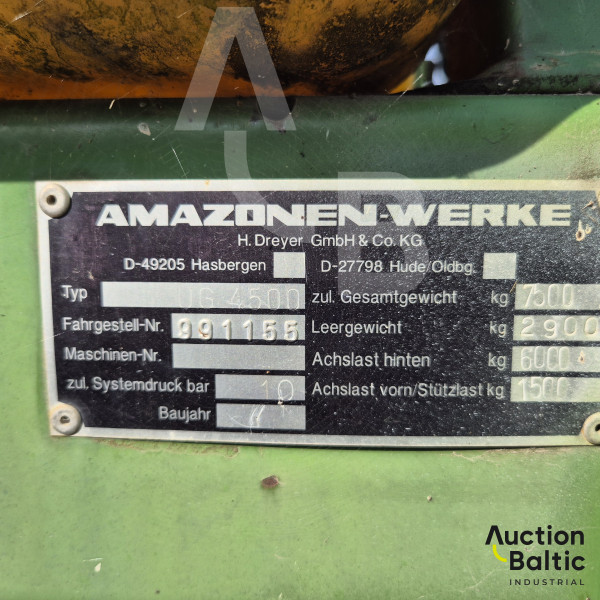 AMAZONEN-WERKE
H. Dreyer GmbH & Co. KG
D-49205 Hasbergen D-27798 Hude/Oldbg.
Typ UG 4500 zul. Gesamtgewicht kg 7500
Fahrgestell-Nr. 991155 Leergewicht kg 2900
Maschinen-Nr. Achslast hinten kg 6000
zul. Systemdruck bar 10 Achslast vorn/Stützlast kg 1500
Baujahr
Auction
Baltic
INDUSTRIAL